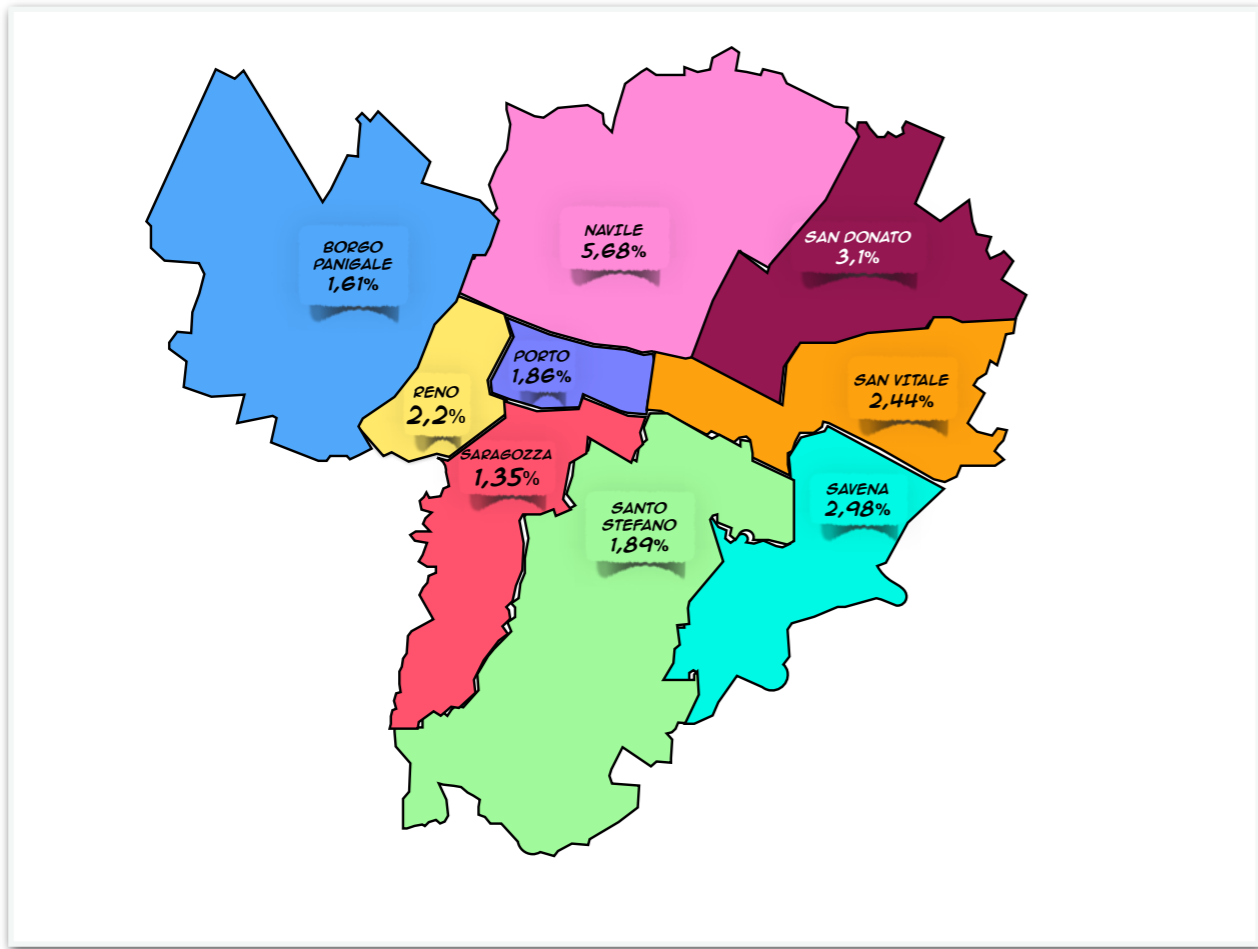 NAVILE
5,68%
SAN DONATO
3,1%
BORGO
PANIGALE
1,61%
PORTO
1,86%
RENO
2,2%
SAN VITALE
2,44%
SARAGOZZA
1,35%
SAVENA
2,98%
SANTO
STEFANO
1,89%